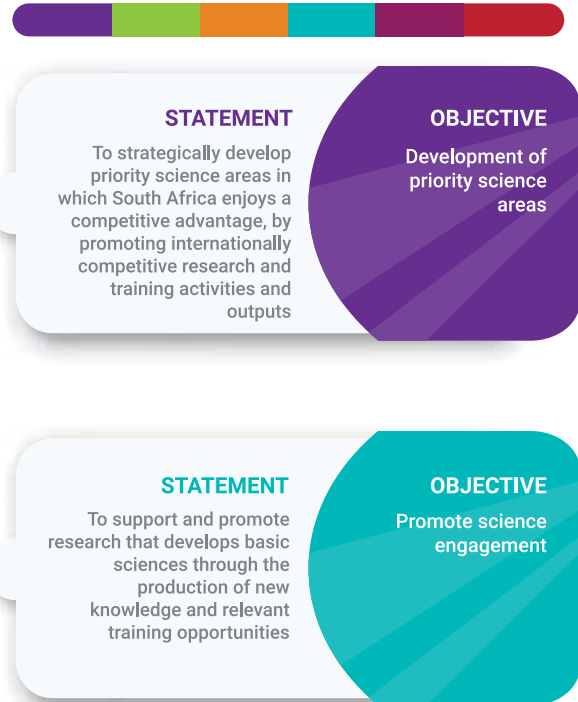 STATEMENT
To strategically develop
priority science areas in
which South Africa enjoys a
competitive advantage, by
promoting internationally
competitive research and
training activities and
outputs
OBJECTIVE
Development of
priority science
areas
STATEMENT
To support and promote
research that develops basic
sciences through the
production of new
knowledge and relevant
training opportunities
OBJECTIVE
Promote science
engagement